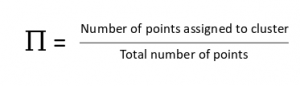 Π = Number of points assigned to cluster
Total number of points